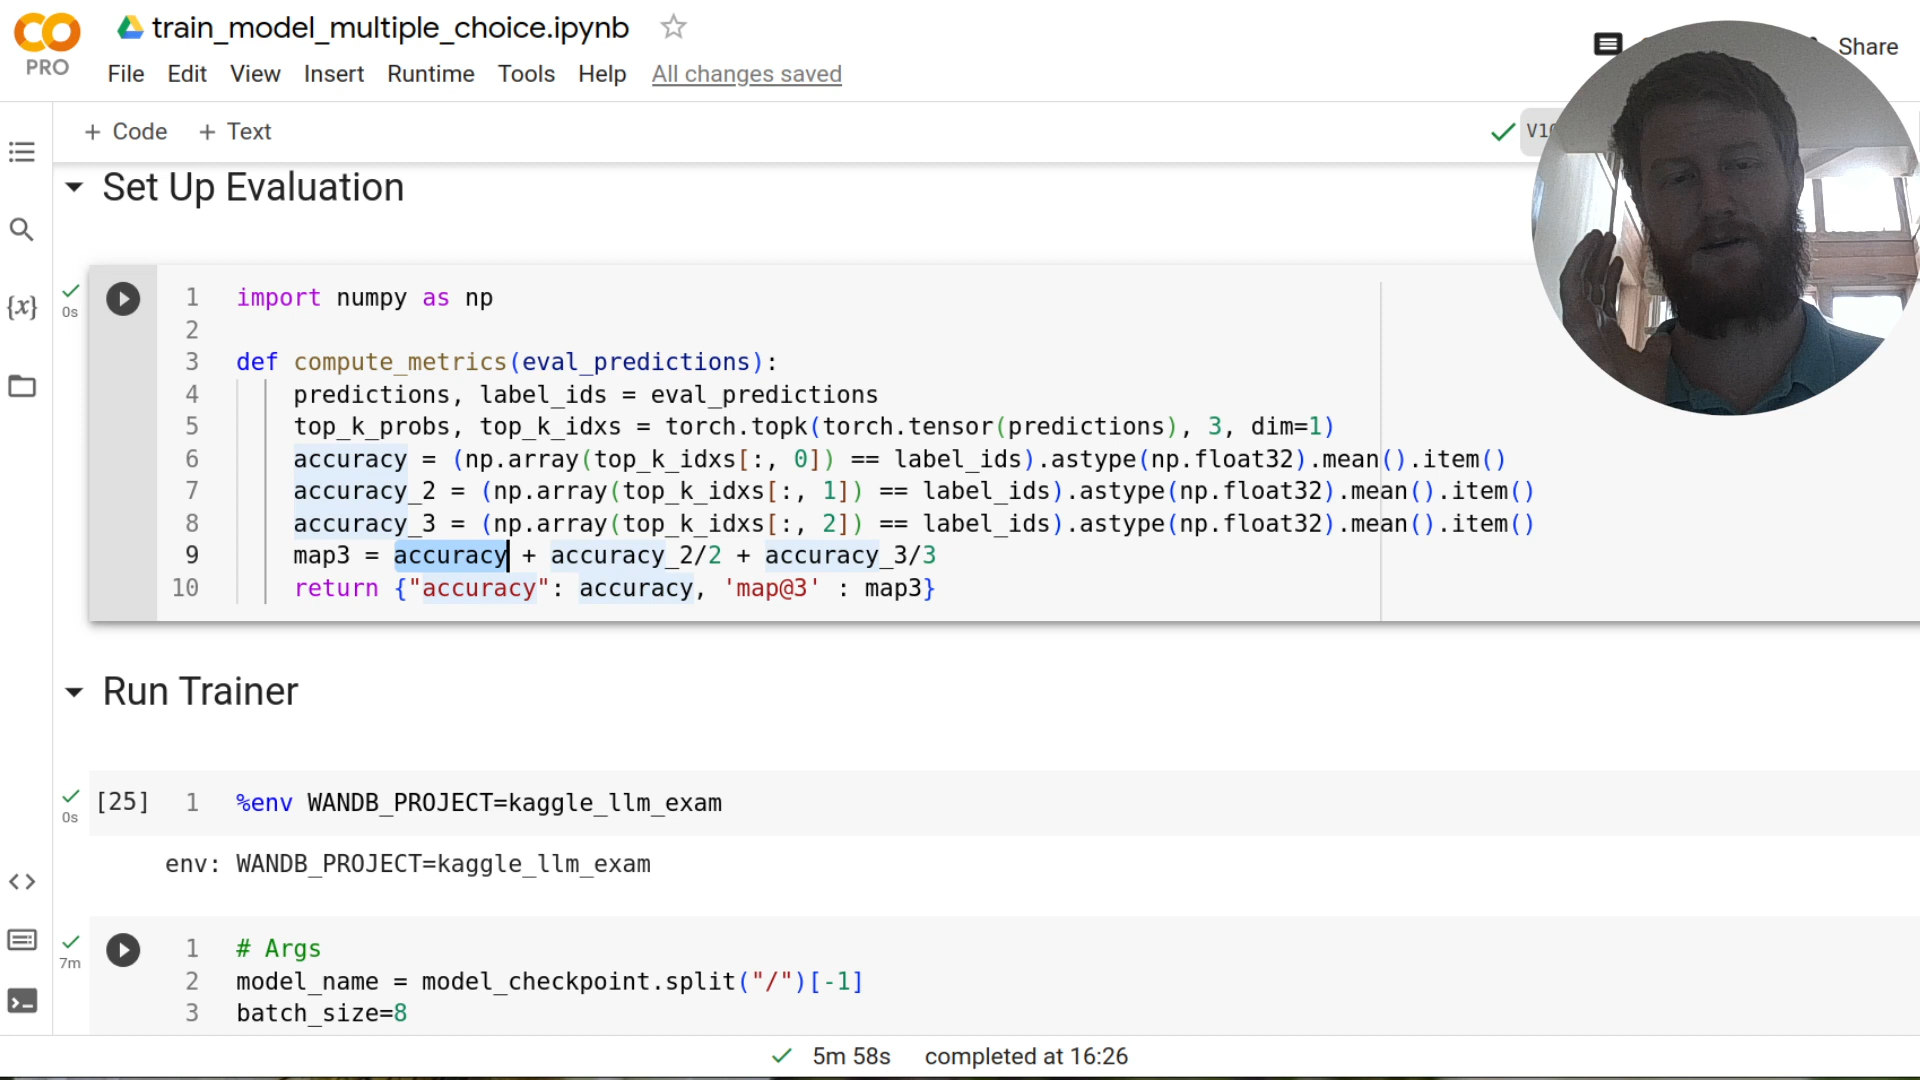 train_model_multiple_choice.ipynb
PRO
File Edit View Insert Runtime Tools Help All changes saved
Share
+ Code + Text
Set Up Evaluation
0s
1 import numpy as np
2
3 def compute_metrics(eval_predictions):
4 predictions, label_ids = eval_predictions
5 top_k_probs, top_k_idxs = torch.topk(torch.tensor(predictions), 3, dim=1)
6 accuracy = (np.array(top_k_idxs[:, 0]) == label_ids).astype(np.float32).mean().item()
7 accuracy_2 = (np.array(top_k_idxs[:, 1]) == label_ids).astype(np.float32).mean().item()
8 accuracy_3 = (np.array(top_k_idxs[:, 2]) == label_ids).astype(np.float32).mean().item()
9 map3 = accuracy + accuracy_2/2 + accuracy_3/3
10 return {"accuracy": accuracy, 'map@3' : map3}
Run Trainer
0s
[25] 1 %env WANDB_PROJECT=kaggle_llm_exam
env: WANDB_PROJECT=kaggle_llm_exam
7m
1 # Args
2 model_name = model_checkpoint.split("/")[-1]
3 batch_size=8
5m 58s completed at 16:26